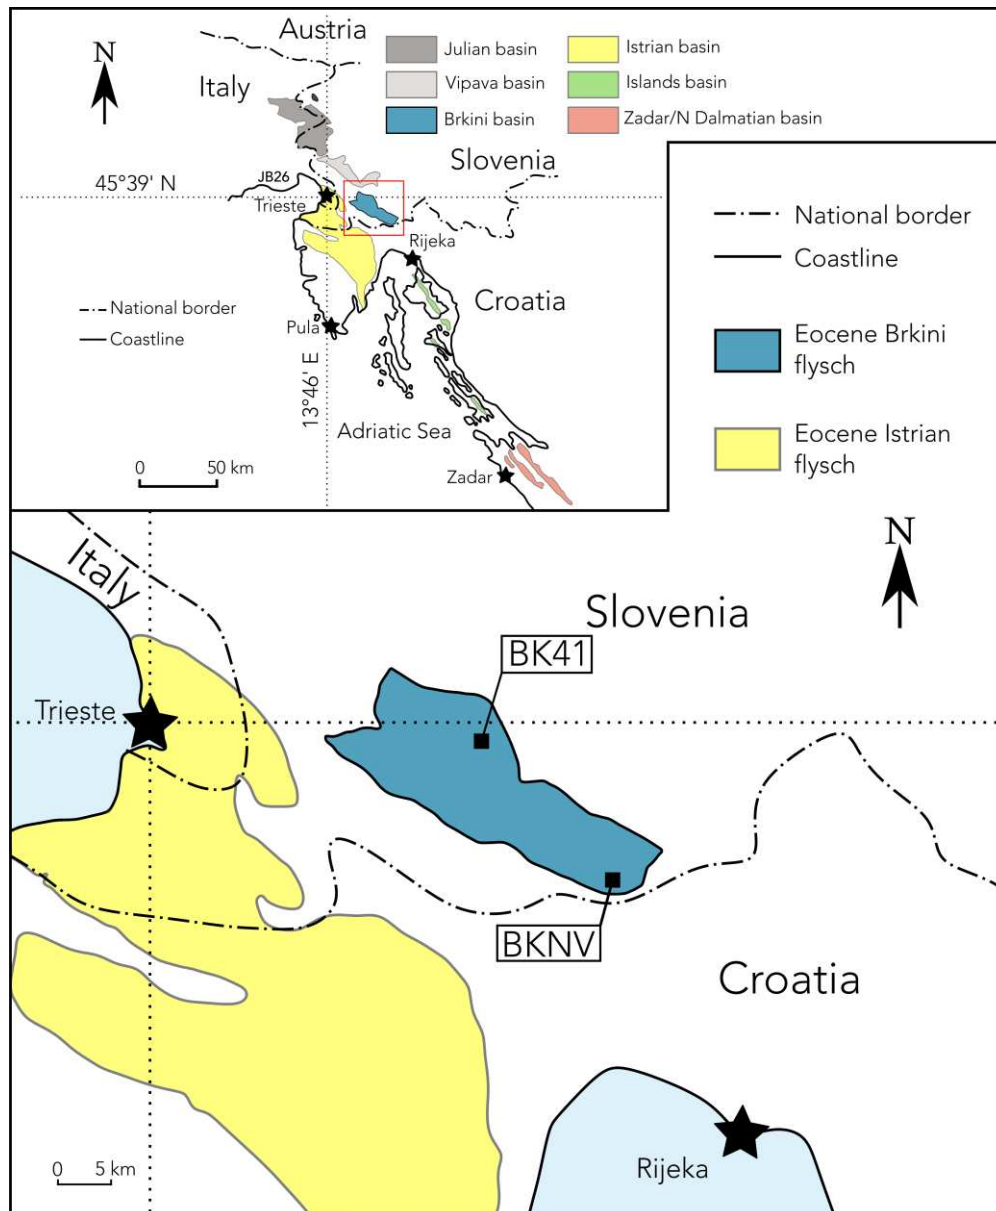 Austria
N
Italy
Julian basin
Vipava basin
Brkini basin
Istrian basin
Islands basin
Zadar/N Dalmatian basin
Slovenia
45°39' N
JB26
Trieste
Rijeka
Croatia
National border
Coastline
Pula
13°46' E
Adriatic Sea
0 50 km
Zadar
National border
Coastline
Eocene Brkini
flysch
Eocene Istrian
flysch
Italy
N
Slovenia
BK41
Trieste
BKNV
Croatia
0 5 km
Rijeka